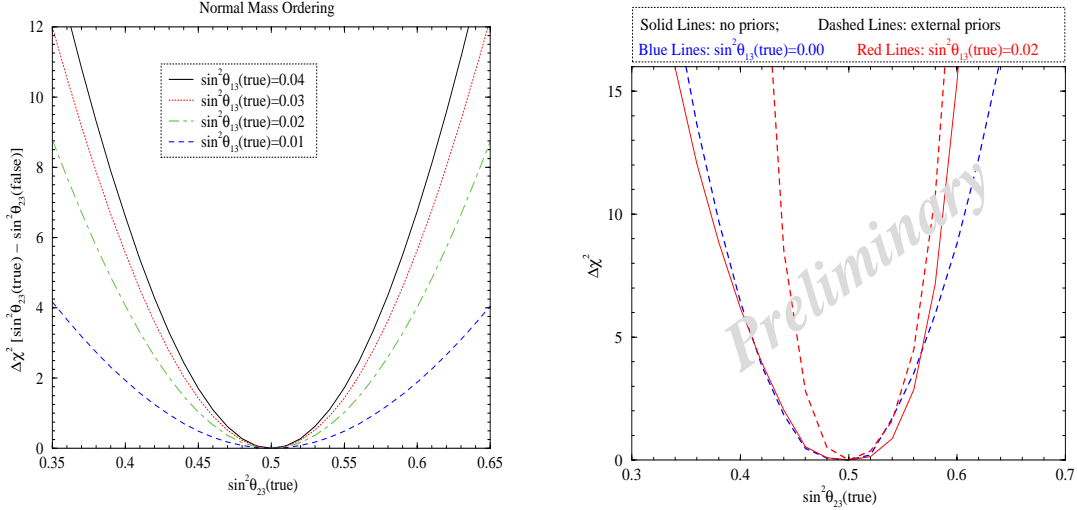 Normal Mass Ordering
12
10
8
6
4
2
0
Δχ² [sin²θ₂₃(true) − sin²θ₂₃(false)]
sin²θ₁₃(true)=0.04
sin²θ₁₃(true)=0.03
sin²θ₁₃(true)=0.02
sin²θ₁₃(true)=0.01
0.35 0.4 0.45 0.5 0.55 0.6 0.65
sin²θ₂₃(true)
Solid Lines: no priors; Dashed Lines: external priors
Blue Lines: sin²θ₁₃(true)=0.00 Red Lines: sin²θ₁₃(true)=0.02
15
10
5
0
Δχ²
Preliminary
0.3 0.4 0.5 0.6 0.7
sin²θ₂₃(true)